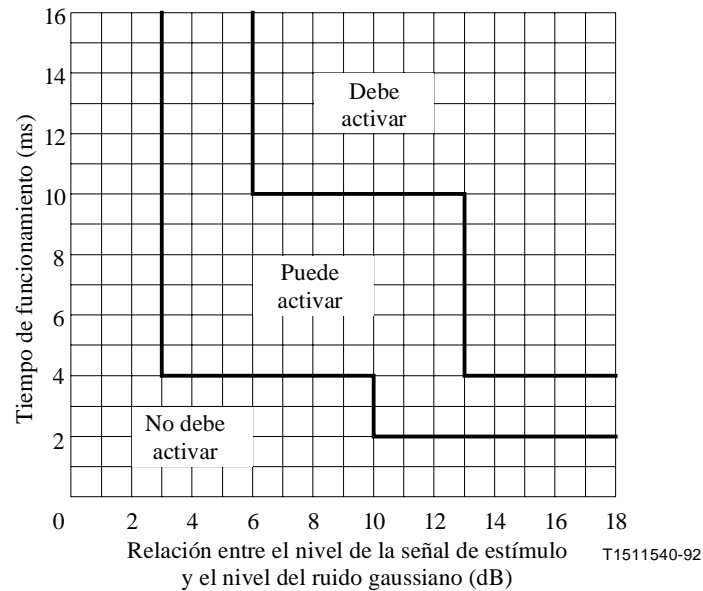 16
14
12
10
8
6
4
2
0
2
4
6
8
10
12
14
16
18
Tiempo de funcionamiento (ms)
Debe
activar
Puede
activar
No debe
activar
Relación entre el nivel de la señal de estímulo
y el nivel del ruido gaussiano (dB)
T1511540-92